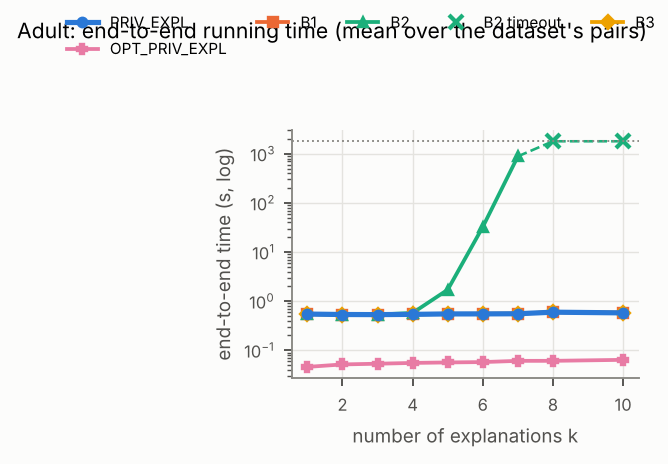 PRIV_EXPL B1 B2 B2 timeout B3
Adult: end-to-end running time (mean over the dataset's pairs)
OPT_PRIV_EXPL
end-to-end time (s, log)
10³
10²
10¹
10⁰
10⁻¹
2 4 6 8 10
number of explanations k